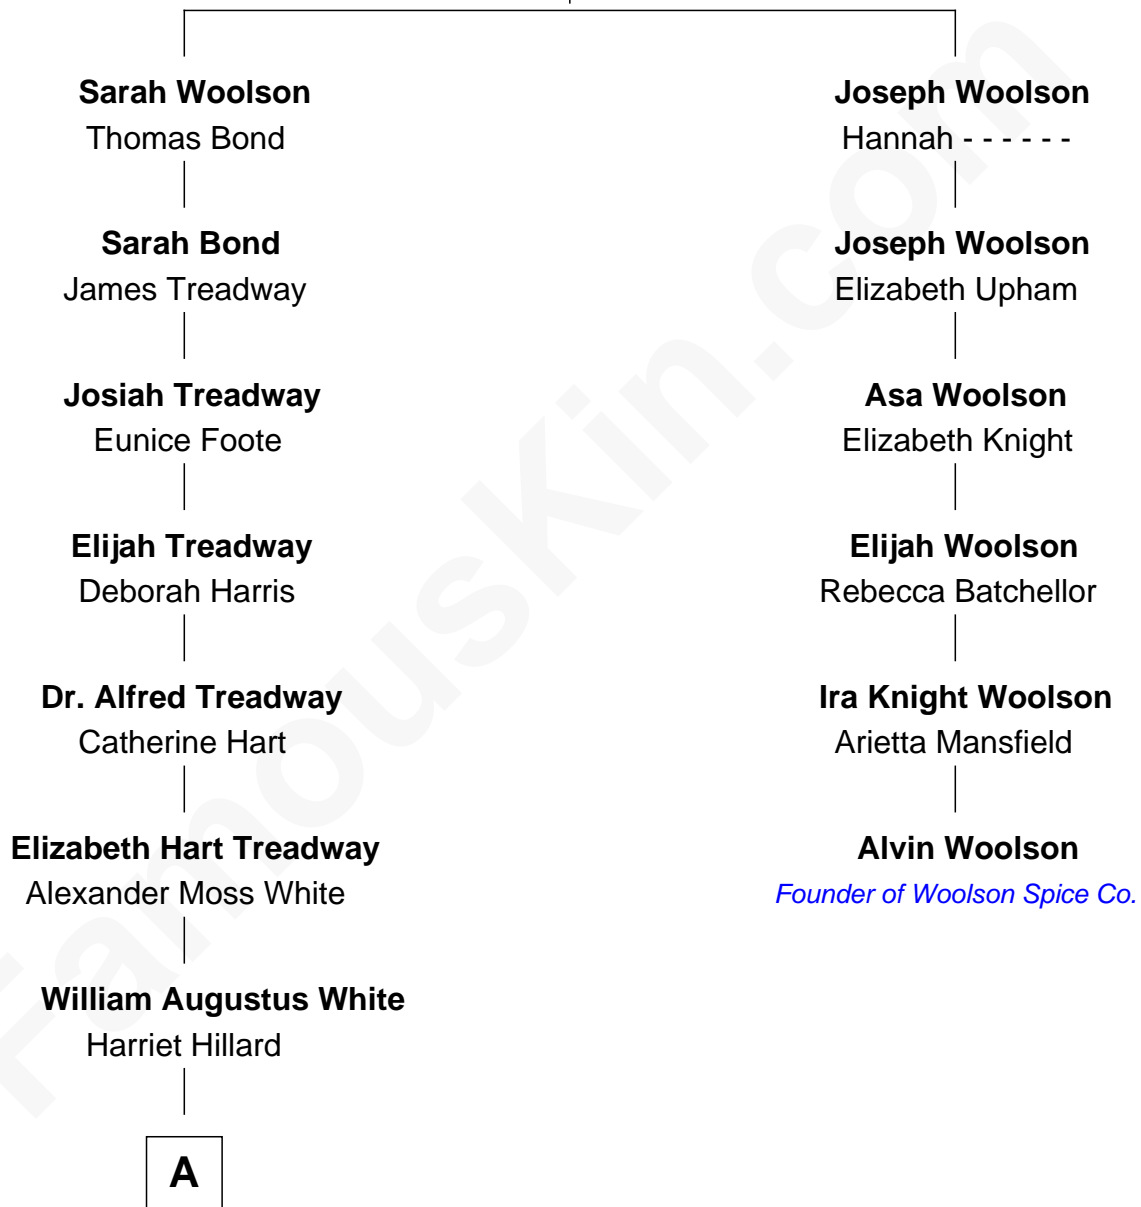 Sarah Woolson
Thomas Bond
Sarah Bond
James Treadway
Josiah Treadway
Eunice Foote
Elijah Treadway
Deborah Harris
Dr. Alfred Treadway
Catherine Hart
Elizabeth Hart Treadway
Alexander Moss White
William Augustus White
Harriet Hillard
A
Joseph Woolson
Hannah - - - - - -
Joseph Woolson
Elizabeth Upham
Asa Woolson
Elizabeth Knight
Elijah Woolson
Rebecca Batchellor
Ira Knight Woolson
Arietta Mansfield
Alvin Woolson
Founder of Woolson Spice Co.
FamousKin.com